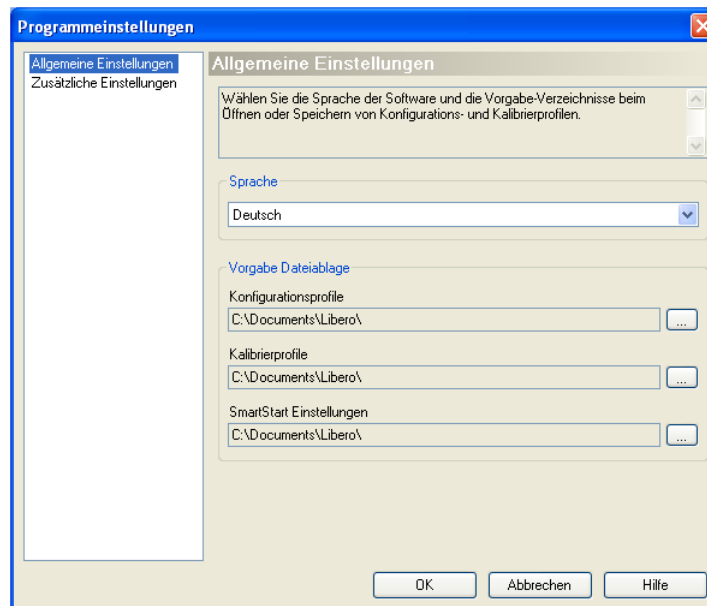 Programmeinstellungen
Allgemeine Einstellungen
Zusätzliche Einstellungen
Allgemeine Einstellungen
Wählen Sie die Sprache der Software und die Vorgabe-Verzeichnisse beim
Öffnen oder Speichern von Konfigurations- und Kalibrierprofilen.
Sprache
Deutsch
Vorgabe Dateiablage
Konfigurationsprofile
C:\Documents\Libero\
...
Kalibrierprofile
C:\Documents\Libero\
...
SmartStart Einstellungen
C:\Documents\Libero\
...
OK
Abbrechen
Hilfe